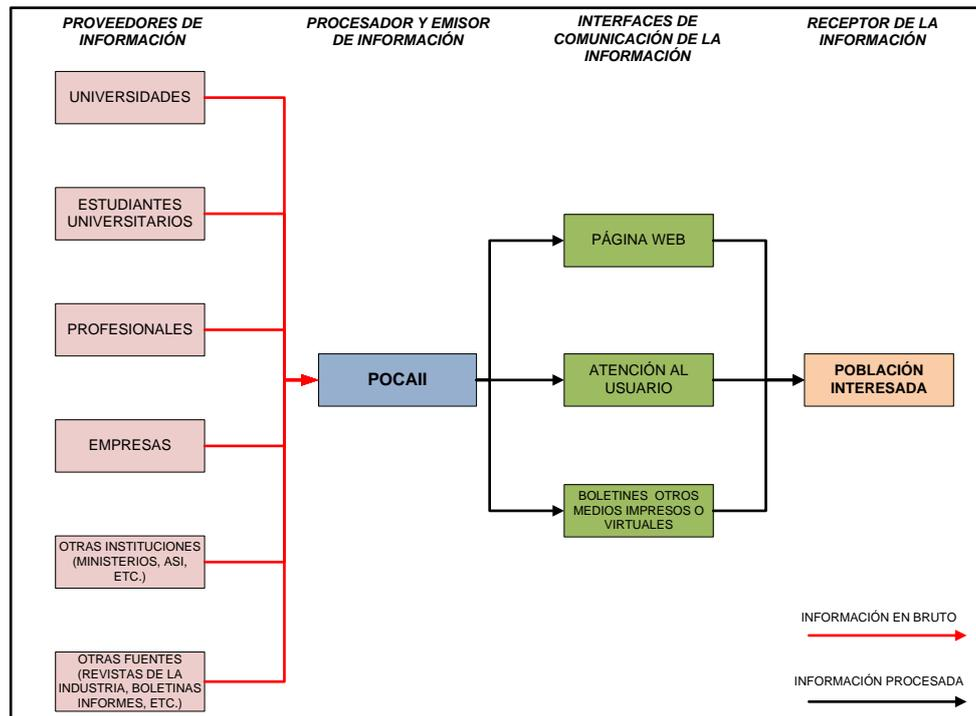 PROVEEDORES DE
INFORMACIÓN
PROCESADOR Y EMISOR
DE INFORMACIÓN
INTERFACES DE
COMUNICACIÓN DE LA
INFORMACIÓN
RECEPTOR DE LA
INFORMACIÓN
UNIVERSIDADES
ESTUDIANTES
UNIVERSITARIOS
PROFESIONALES
EMPRESAS
OTRAS INSTITUCIONES
(MINISTERIOS, ASI,
ETC.)
OTRAS FUENTES
(REVISTAS DE LA
INDUSTRIA, BOLETINAS
INFORMES, ETC.)
POCAII
PÁGINA WEB
ATENCIÓN AL
USUARIO
BOLETINES OTROS
MEDIOS IMPRESOS O
VIRTUALES
POBLACIÓN
INTERESADA
INFORMACIÓN EN BRUTO
INFORMACIÓN PROCESADA